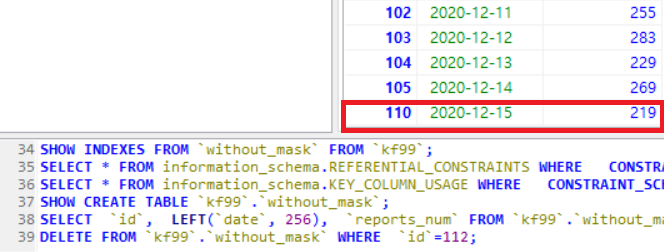 102 2020-12-11 255
103 2020-12-12 283
104 2020-12-13 229
105 2020-12-14 269
110 2020-12-15 219
34 SHOW INDEXES FROM `without_mask` FROM `kf99`;
35 SELECT * FROM information_schema.REFERENTIAL_CONSTRAINTS WHERE CONSTRA
36 SELECT * FROM information_schema.KEY_COLUMN_USAGE WHERE CONSTRAINT_SCH
37 SHOW CREATE TABLE `kf99`.`without_mask`;
38 SELECT `id`, LEFT(`date`, 256), `reports_num` FROM `kf99`.`without_ma
39 DELETE FROM `kf99`.`without_mask` WHERE `id`=112;